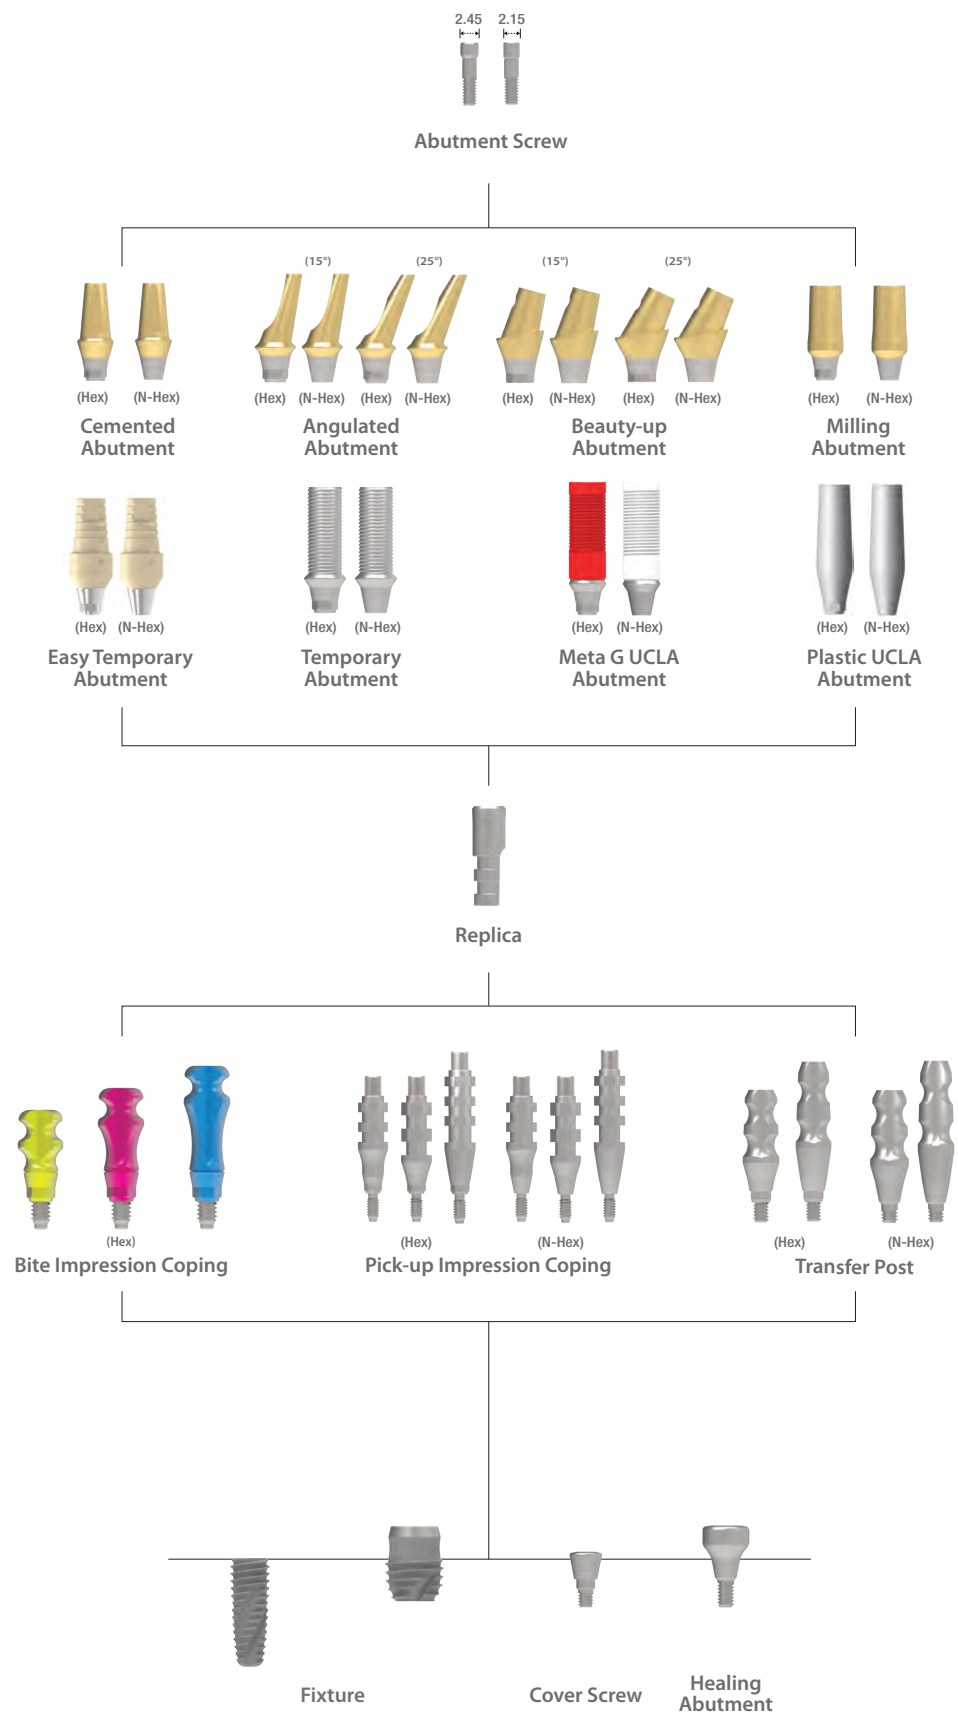 2.45 2.15
Abutment Screw
(15°) (25°) (15°) (25°)
(Hex) (N-Hex) (Hex) (N-Hex) (Hex) (N-Hex) (Hex) (N-Hex) (Hex) (N-Hex) (Hex) (N-Hex)
Cemented Angulated Beauty-up Milling
Abutment Abutment Abutment Abutment
(Hex) (N-Hex) (Hex) (N-Hex) (Hex) (N-Hex) (Hex) (N-Hex)
Easy Temporary Temporary Meta G UCLA Plastic UCLA
Abutment Abutment Abutment Abutment
Replica
(Hex) (Hex) (N-Hex) (Hex) (N-Hex)
Bite Impression Coping Pick-up Impression Coping Transfer Post
Fixture Cover Screw Healing
Abutment